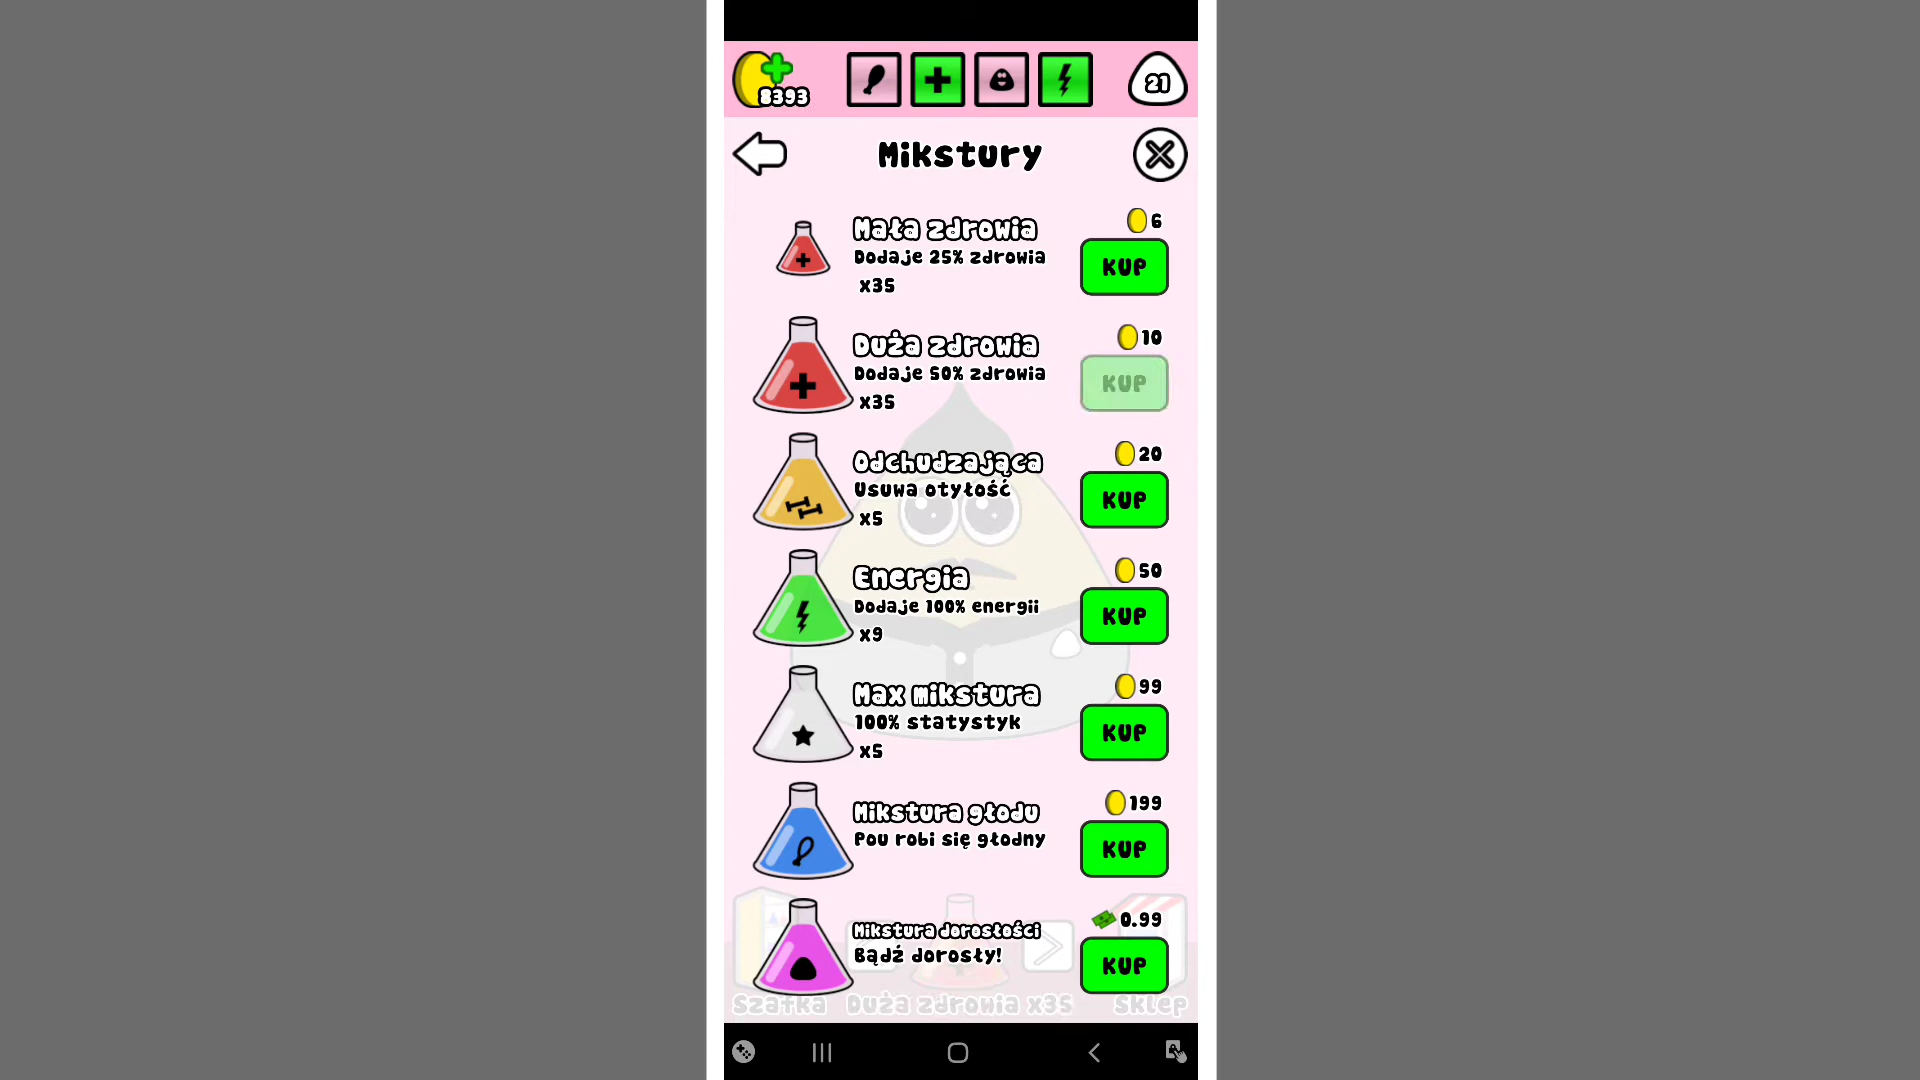 8393
21
Mikstury
Mała zdrowia
Dodaje 25% zdrowia
x35
6
KUP
Duża zdrowia
Dodaje 50% zdrowia
x35
10
KUP
Odchudzająca
Usuwa otyłość
x5
20
KUP
Energia
Dodaje 100% energii
x9
50
KUP
Max mikstura
100% statystyk
x5
99
KUP
Mikstura głodu
Pou robi się głodny
199
KUP
Mikstura dorosłości
Bądź dorosły!
0.99
KUP
Szafka
Duża zdrowia x35
Sklep